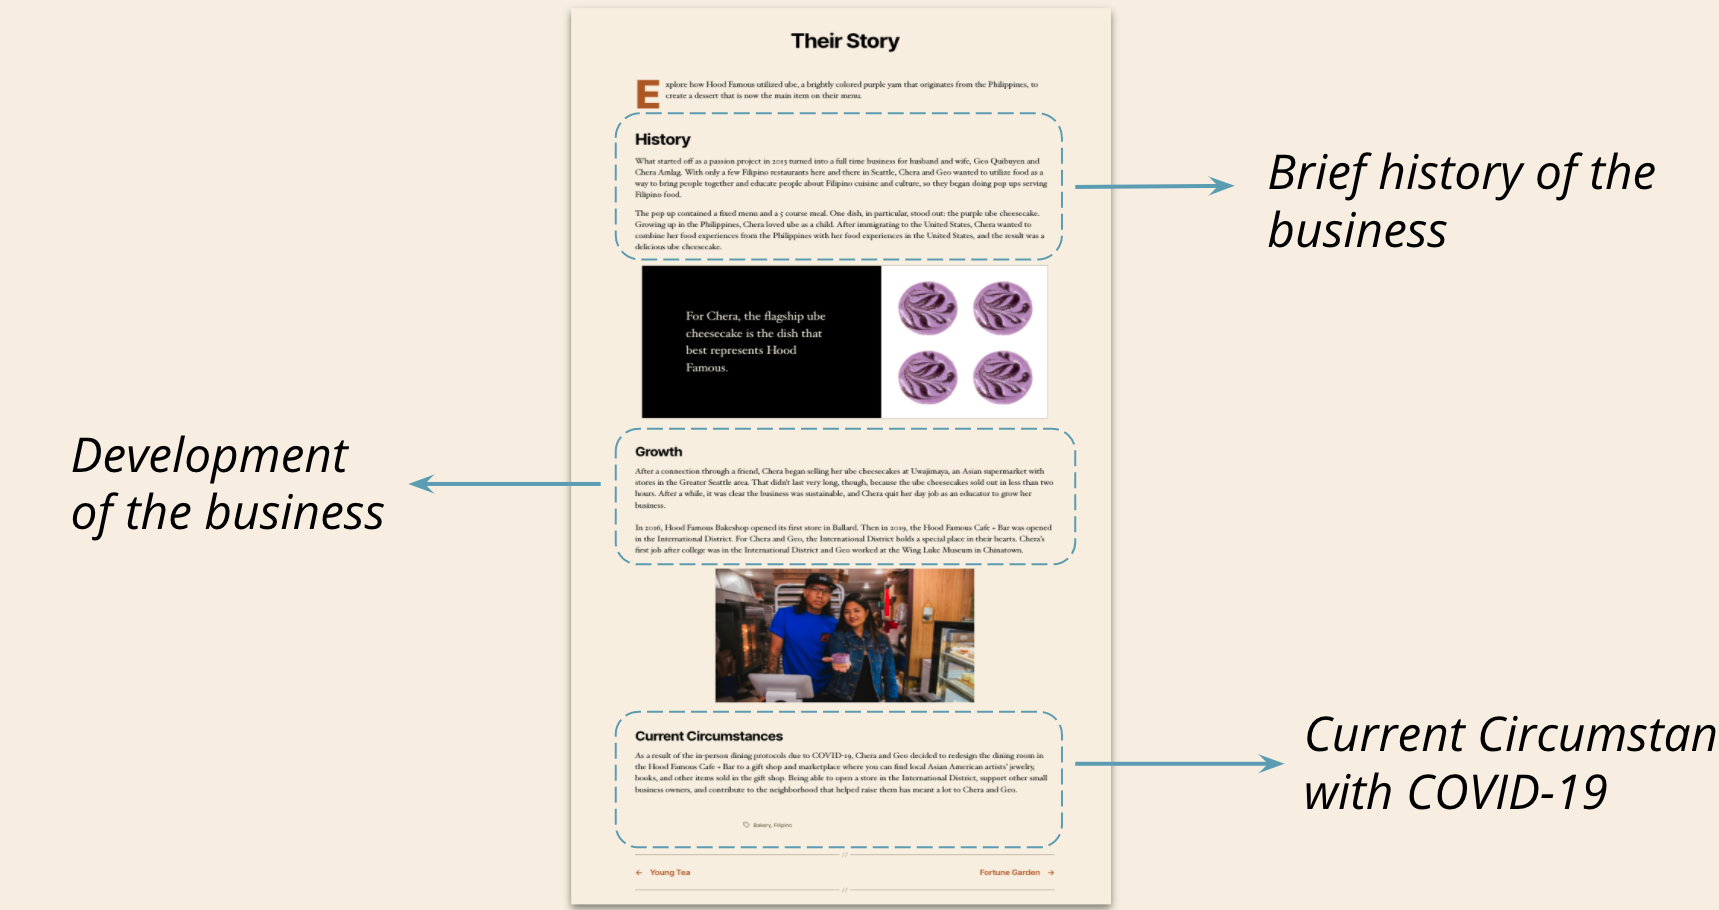 Their Story
Explore how Hood Famous utilized ube, a brightly colored purple yam that originates from the Philippines, to
create a dessert that is now the main item on their menu.
History
What started off as a passion project in 2013 turned into a full time business for husband and wife, Geo Quibuyen and
Chera Amlag. With only a few Filipino restaurants here and there in Seattle, Chera and Geo wanted to utilize food as a
way to bring people together and educate people about Filipino cuisine and culture, so they began doing pop ups serving
Filipino food.
The pop up contained a fixed menu and a 5 course meal. One dish, in particular, stood out: the purple ube cheesecake.
Growing up in the Philippines, Chera loved ube as a child. After immigrating to the United States, Chera wanted to
combine her food experiences from the Philippines with her food experiences in the United States, and the result was a
delicious ube cheesecake.
Brief history of the
business
For Chera, the flagship ube
cheesecake is the dish that
best represents Hood
Famous.
Development
of the business
Growth
After a connection through a friend, Chera began selling her ube cheesecakes at Uwajimaya, an Asian supermarket with
stores in the Greater Seattle area. That didn't last very long, though, because the ube cheesecakes sold out in less than two
hours. After a while, it was clear the business was sustainable, and Chera quit her day job as an educator to grow her
business.
In 2016, Hood Famous Bakeshop opened its first store in Ballard. Then in 2019, the Hood Famous Cafe + Bar was opened
in the International District. For Chera and Geo, the International District holds a special place in their hearts. Chera's
first job after college was in the International District and Geo worked at the Wing Luke Museum in Chinatown.
Current Circumstances
As a result of the in-person dining protocols due to COVID-19, Chera and Geo decided to redesign the dining room in
the Hood Famous Cafe + Bar to a gift shop and marketplace where you can find local Asian American artists' jewelry,
books, and other items sold in the gift shop. Being able to open a store in the International District, support other small
business owners, and contribute to the neighborhood that helped raise them has meant a lot to Chera and Geo.
Bakery, Filipino
Current Circumstan
with COVID-19
← Young Tea
Fortune Garden →